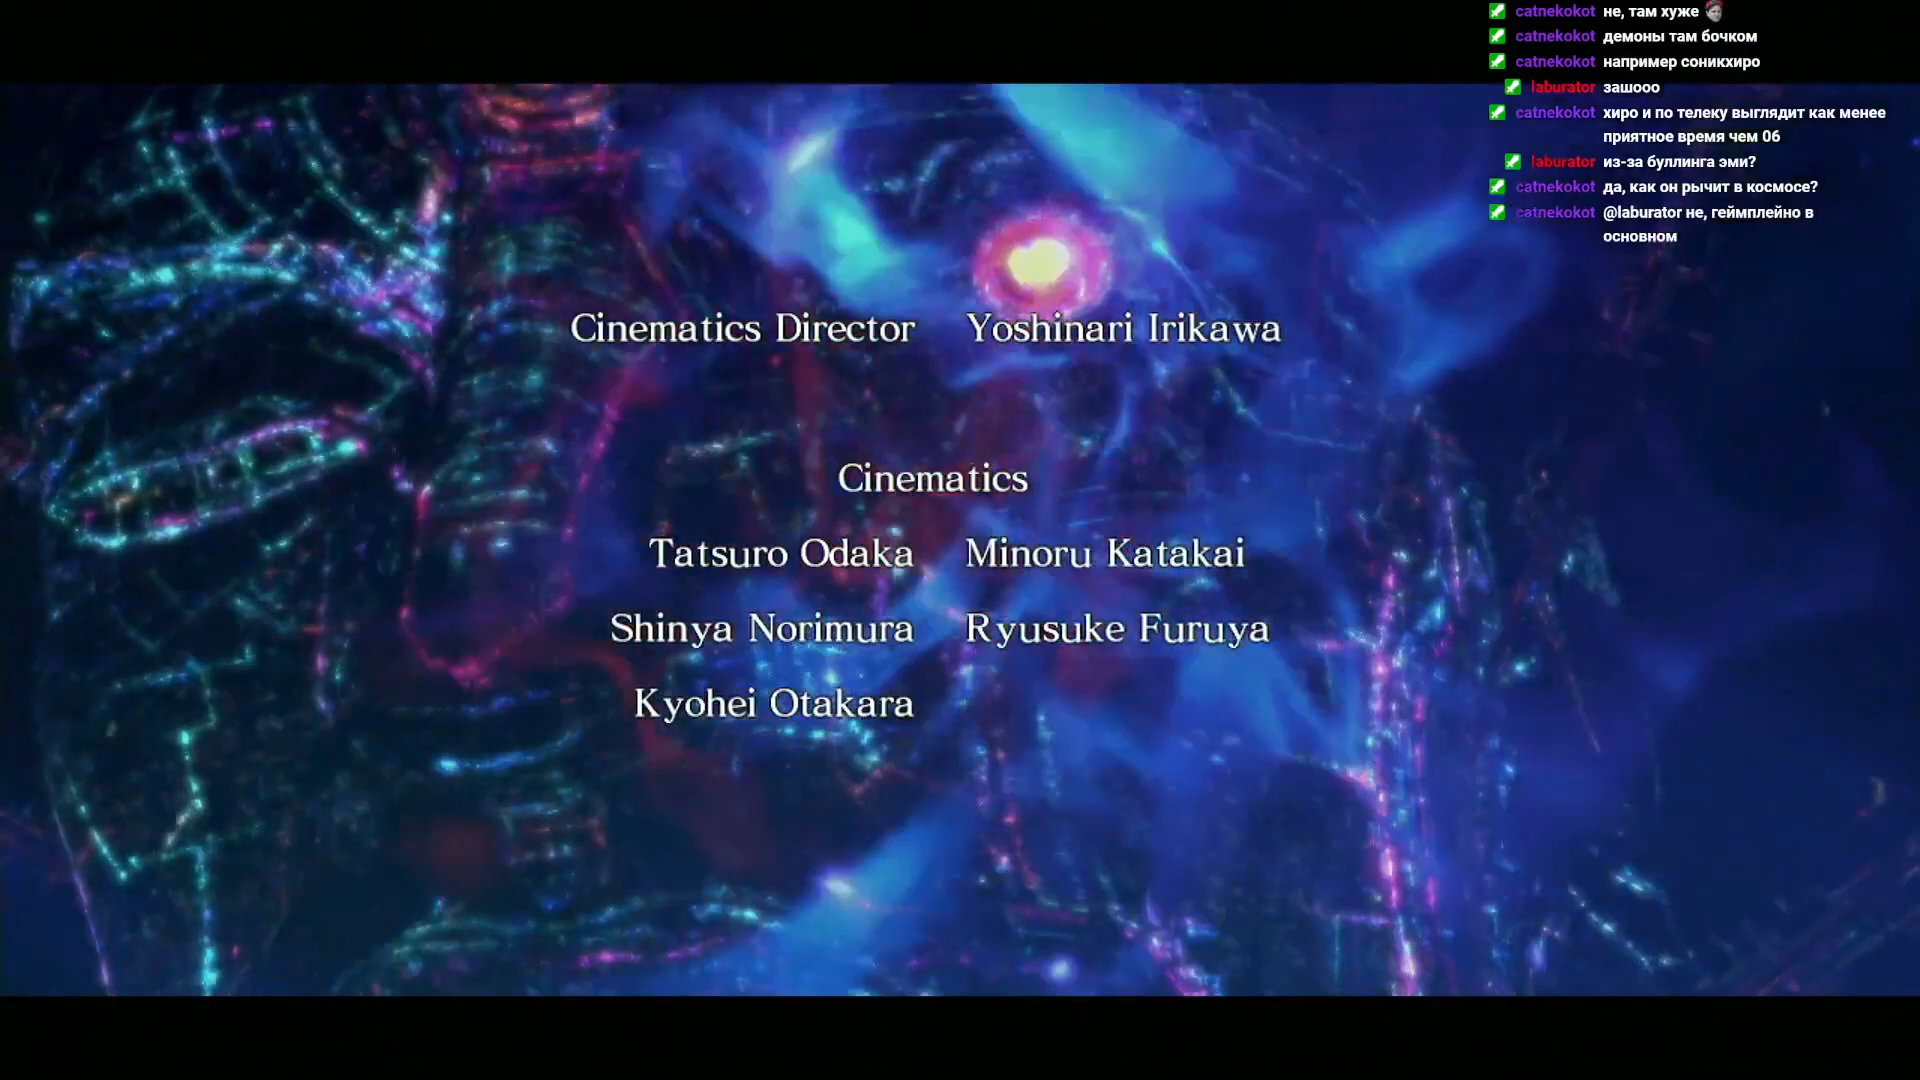 catnekokot не, там хуже
catnekokot демоны там бочком
catnekokot например соникхиро
laburator зашооо
catnekokot хиро и по телеку выглядит как менее
приятное время чем 06
laburator из-за буллинга эми?
catnekokot да, как он рычит в космосе?
catnekokot @laburator не, геймплейно в
основном
Cinematics Director Yoshinari Irikawa
Cinematics
Tatsuro Odaka Minoru Katakai
Shinya Norimura Ryusuke Furuya
Kyohei Otakara